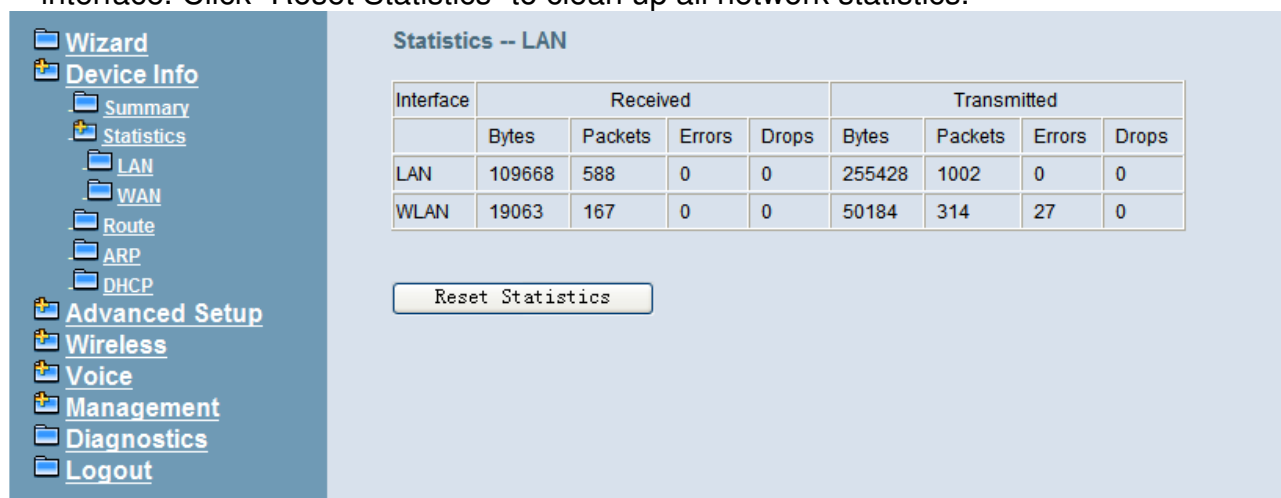 interface. Click "Reset Statistics" to clean up all network statistics.
Wizard
Device Info
Summary
Statistics
LAN
WAN
Route
ARP
DHCP
Advanced Setup
Wireless
Voice
Management
Diagnostics
Logout
Statistics -- LAN
Interface Received Transmitted
Bytes Packets Errors Drops Bytes Packets Errors Drops
LAN 109668 588 0 0 255428 1002 0 0
WLAN 19063 167 0 0 50184 314 27 0
Reset Statistics